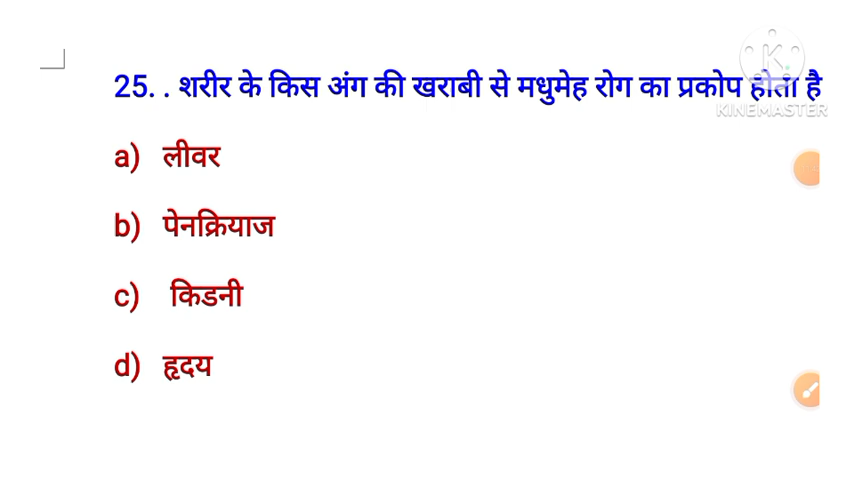 25. . शरीर के किस अंग की खराबी से मधुमेह रोग का प्रकोप होता है
KINEMASTER
a) लीवर
b) पेनक्रियाज
c) किडनी
d) हृदय